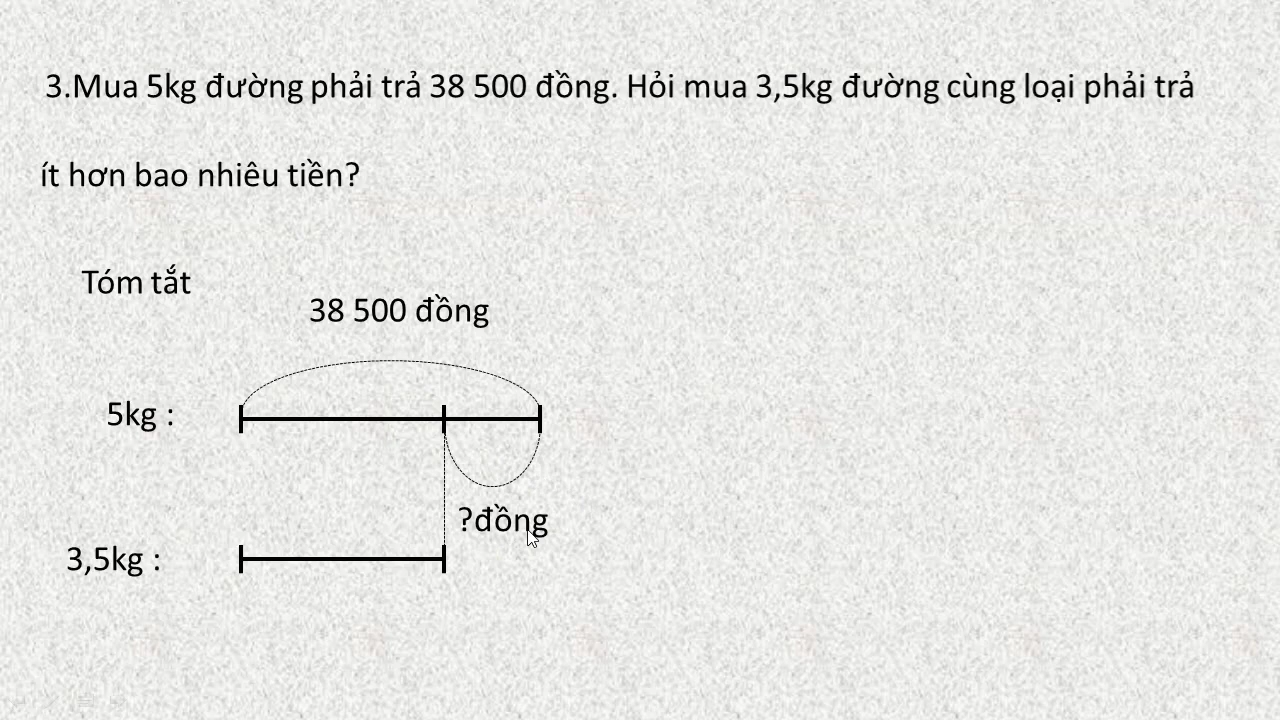 3.Mua 5kg đường phải trả 38 500 đồng. Hỏi mua 3,5kg đường cùng loại phải trả
ít hơn bao nhiêu tiền?
Tóm tắt
38 500 đồng
5kg :
?đồng
3,5kg :